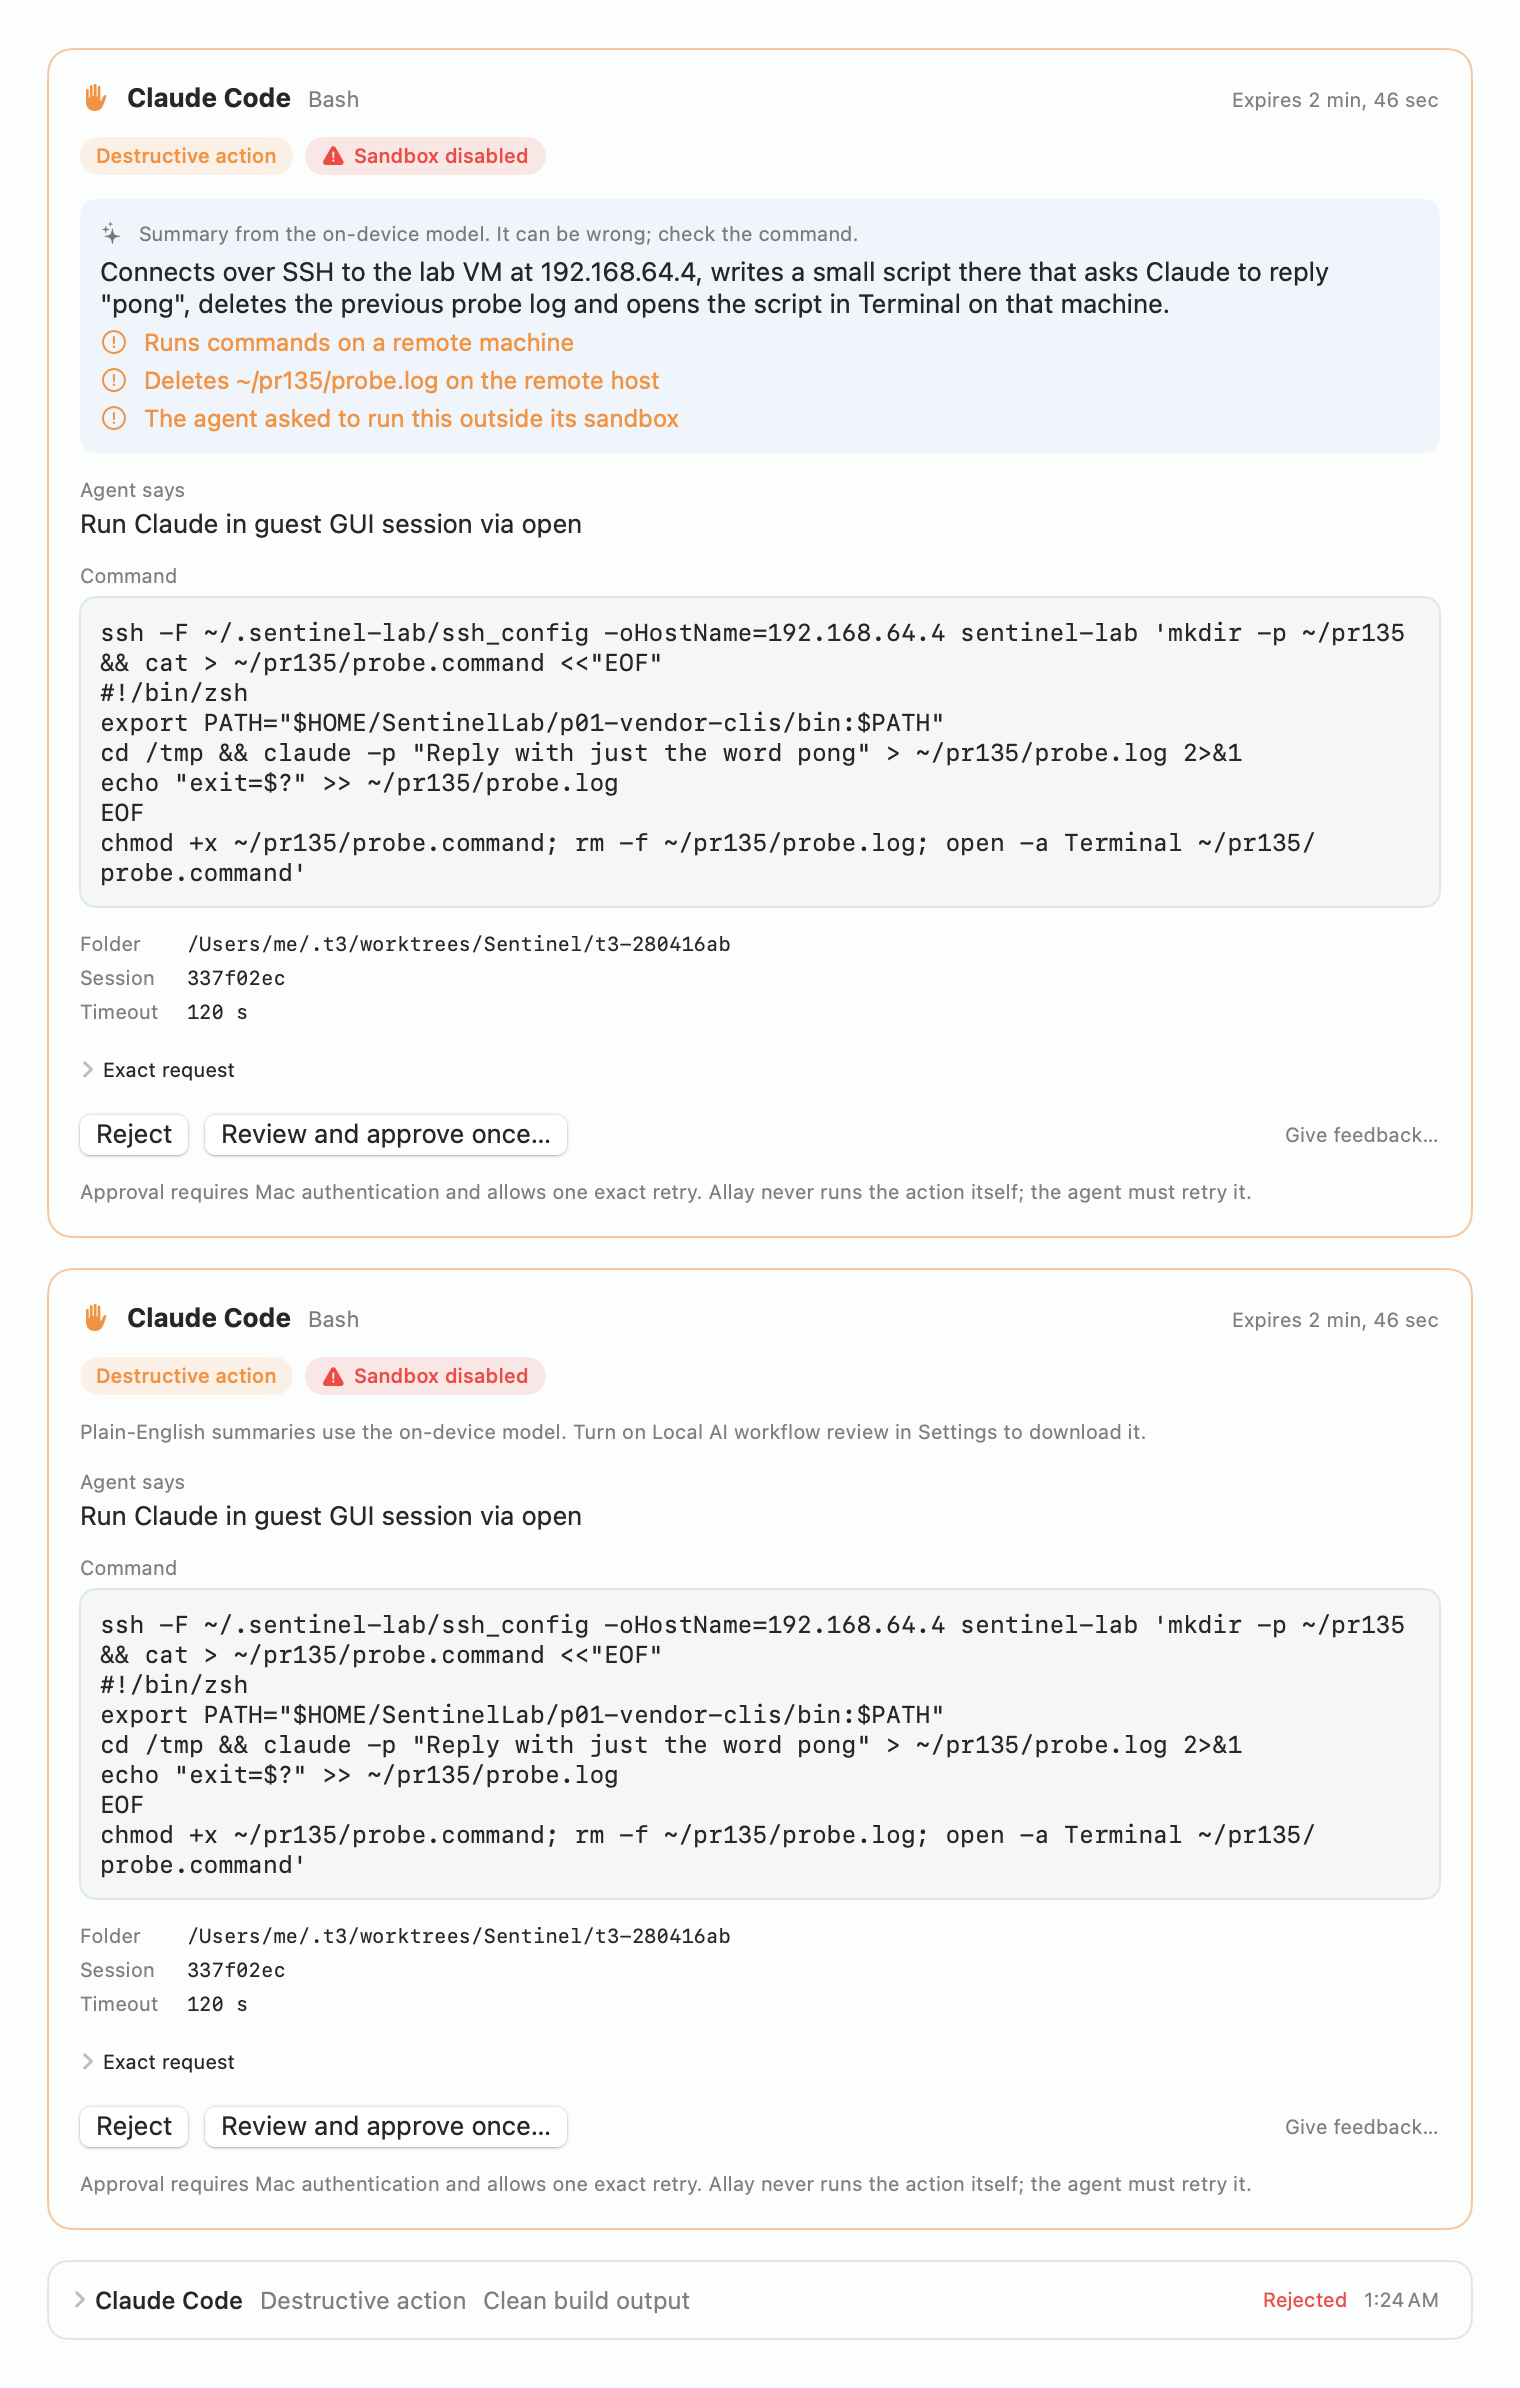 Claude Code Bash Expires 2 min, 46 sec
Destructive action Sandbox disabled
Summary from the on-device model. It can be wrong; check the command.
Connects over SSH to the lab VM at 192.168.64.4, writes a small script there that asks Claude to reply
"pong", deletes the previous probe log and opens the script in Terminal on that machine.
Runs commands on a remote machine
Deletes ~/pr135/probe.log on the remote host
The agent asked to run this outside its sandbox
Agent says
Run Claude in guest GUI session via open
Command
ssh -F ~/.sentinel-lab/ssh_config -oHostName=192.168.64.4 sentinel-lab 'mkdir -p ~/pr135
&& cat > ~/pr135/probe.command <<"EOF"
#!/bin/zsh
export PATH="$HOME/SentinelLab/p01-vendor-clis/bin:$PATH"
cd /tmp && claude -p "Reply with just the word pong" > ~/pr135/probe.log 2>&1
echo "exit=$?" >> ~/pr135/probe.log
EOF
chmod +x ~/pr135/probe.command; rm -f ~/pr135/probe.log; open -a Terminal ~/pr135/
probe.command'
Folder /Users/me/.t3/worktrees/Sentinel/t3-280416ab
Session 337f02ec
Timeout 120 s
Exact request
Reject Review and approve once... Give feedback...
Approval requires Mac authentication and allows one exact retry. Allay never runs the action itself; the agent must retry it.
Claude Code Bash Expires 2 min, 46 sec
Destructive action Sandbox disabled
Plain-English summaries use the on-device model. Turn on Local AI workflow review in Settings to download it.
Agent says
Run Claude in guest GUI session via open
Command
ssh -F ~/.sentinel-lab/ssh_config -oHostName=192.168.64.4 sentinel-lab 'mkdir -p ~/pr135
&& cat > ~/pr135/probe.command <<"EOF"
#!/bin/zsh
export PATH="$HOME/SentinelLab/p01-vendor-clis/bin:$PATH"
cd /tmp && claude -p "Reply with just the word pong" > ~/pr135/probe.log 2>&1
echo "exit=$?" >> ~/pr135/probe.log
EOF
chmod +x ~/pr135/probe.command; rm -f ~/pr135/probe.log; open -a Terminal ~/pr135/
probe.command'
Folder /Users/me/.t3/worktrees/Sentinel/t3-280416ab
Session 337f02ec
Timeout 120 s
Exact request
Reject Review and approve once... Give feedback...
Approval requires Mac authentication and allows one exact retry. Allay never runs the action itself; the agent must retry it.
Claude Code Destructive action Clean build output Rejected 1:24 AM